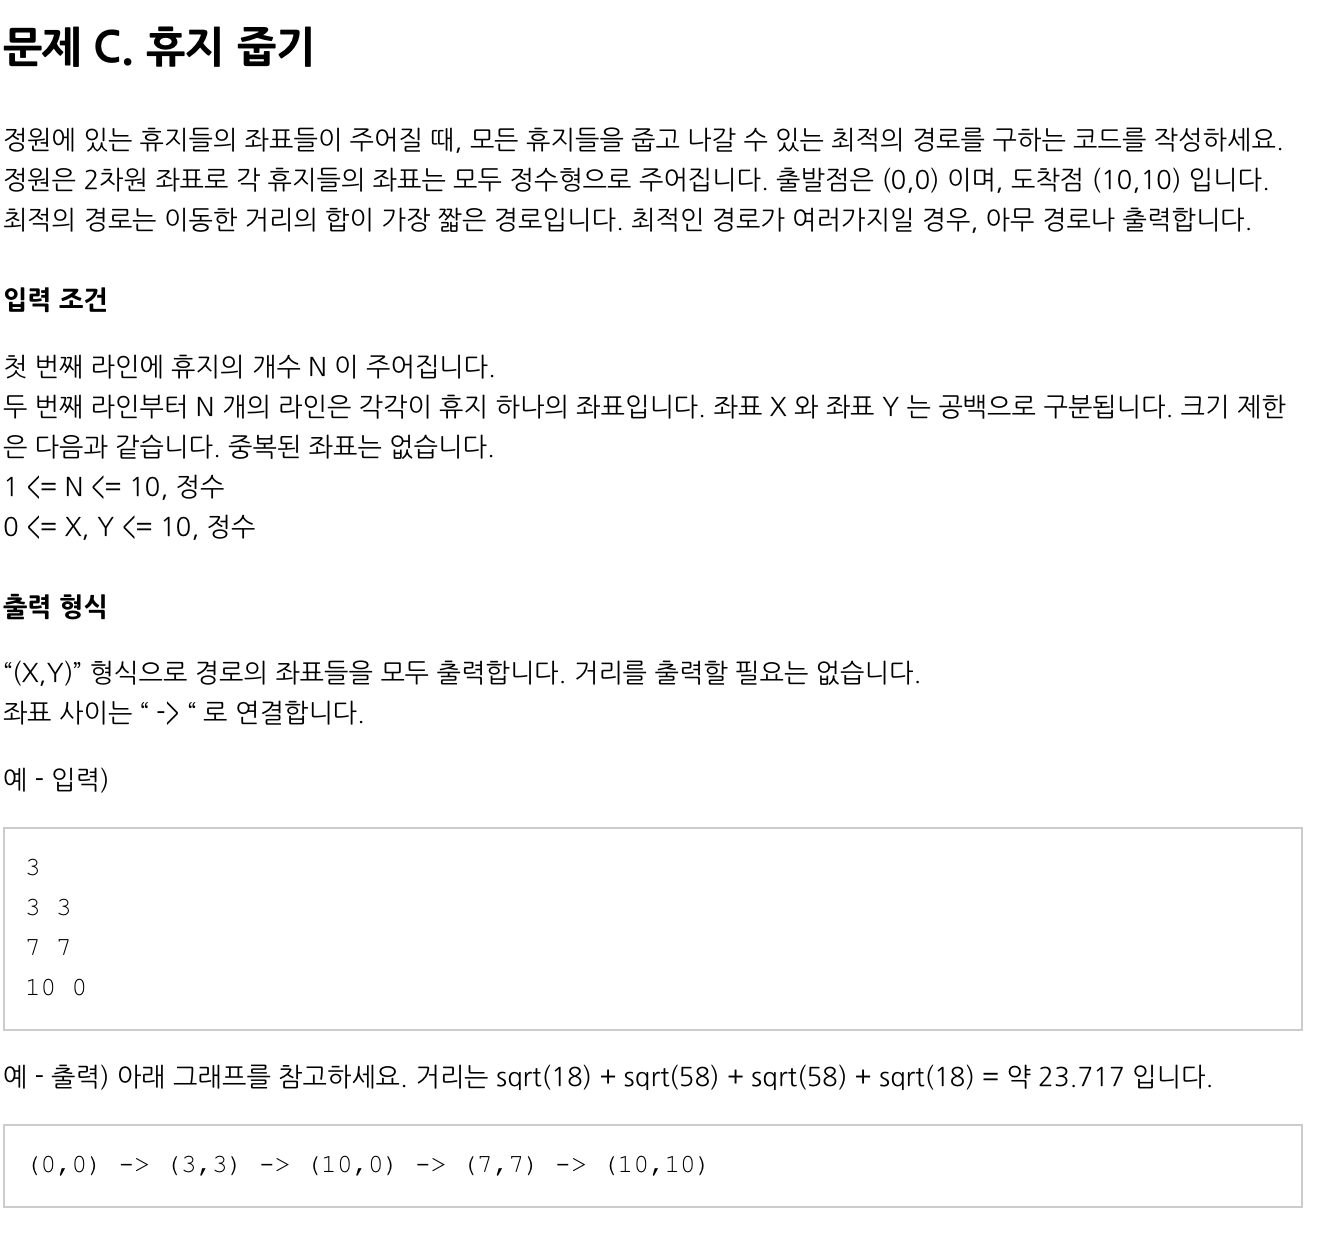 문제 C. 휴지 줍기
정원에 있는 휴지들의 좌표들이 주어질 때, 모든 휴지들을 줍고 나갈 수 있는 최적의 경로를 구하는 코드를 작성하세요.
정원은 2차원 좌표로 각 휴지들의 좌표는 모두 정수형으로 주어집니다. 출발점은 (0,0) 이며, 도착점 (10,10) 입니다.
최적의 경로는 이동한 거리의 합이 가장 짧은 경로입니다. 최적인 경로가 여러가지일 경우, 아무 경로나 출력합니다.
입력 조건
첫 번째 라인에 휴지의 개수 N 이 주어집니다.
두 번째 라인부터 N 개의 라인은 각각이 휴지 하나의 좌표입니다. 좌표 X 와 좌표 Y 는 공백으로 구분됩니다. 크기 제한
은 다음과 같습니다. 중복된 좌표는 없습니다.
1 <= N <= 10, 정수
0 <= X, Y <= 10, 정수
출력 형식
“(X,Y)” 형식으로 경로의 좌표들을 모두 출력합니다. 거리를 출력할 필요는 없습니다.
좌표 사이는 “ -> “ 로 연결합니다.
예 - 입력)
3
3 3
7 7
10 0
예 - 출력) 아래 그래프를 참고하세요. 거리는 sqrt(18) + sqrt(58) + sqrt(58) + sqrt(18) = 약 23.717 입니다.
(0,0) -> (3,3) -> (10,0) -> (7,7) -> (10,10)